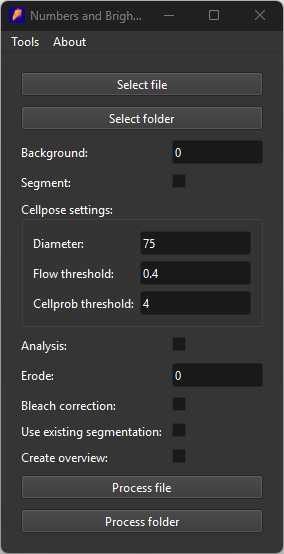 Numbers and Brigh...
Tools About
Select file
Select folder
Background: 0
Segment:
Cellpose settings:
Diameter: 75
Flow threshold: 0.4
Cellprob threshold: 4
Analysis:
Erode: 0
Bleach correction:
Use existing segmentation:
Create overview:
Process file
Process folder